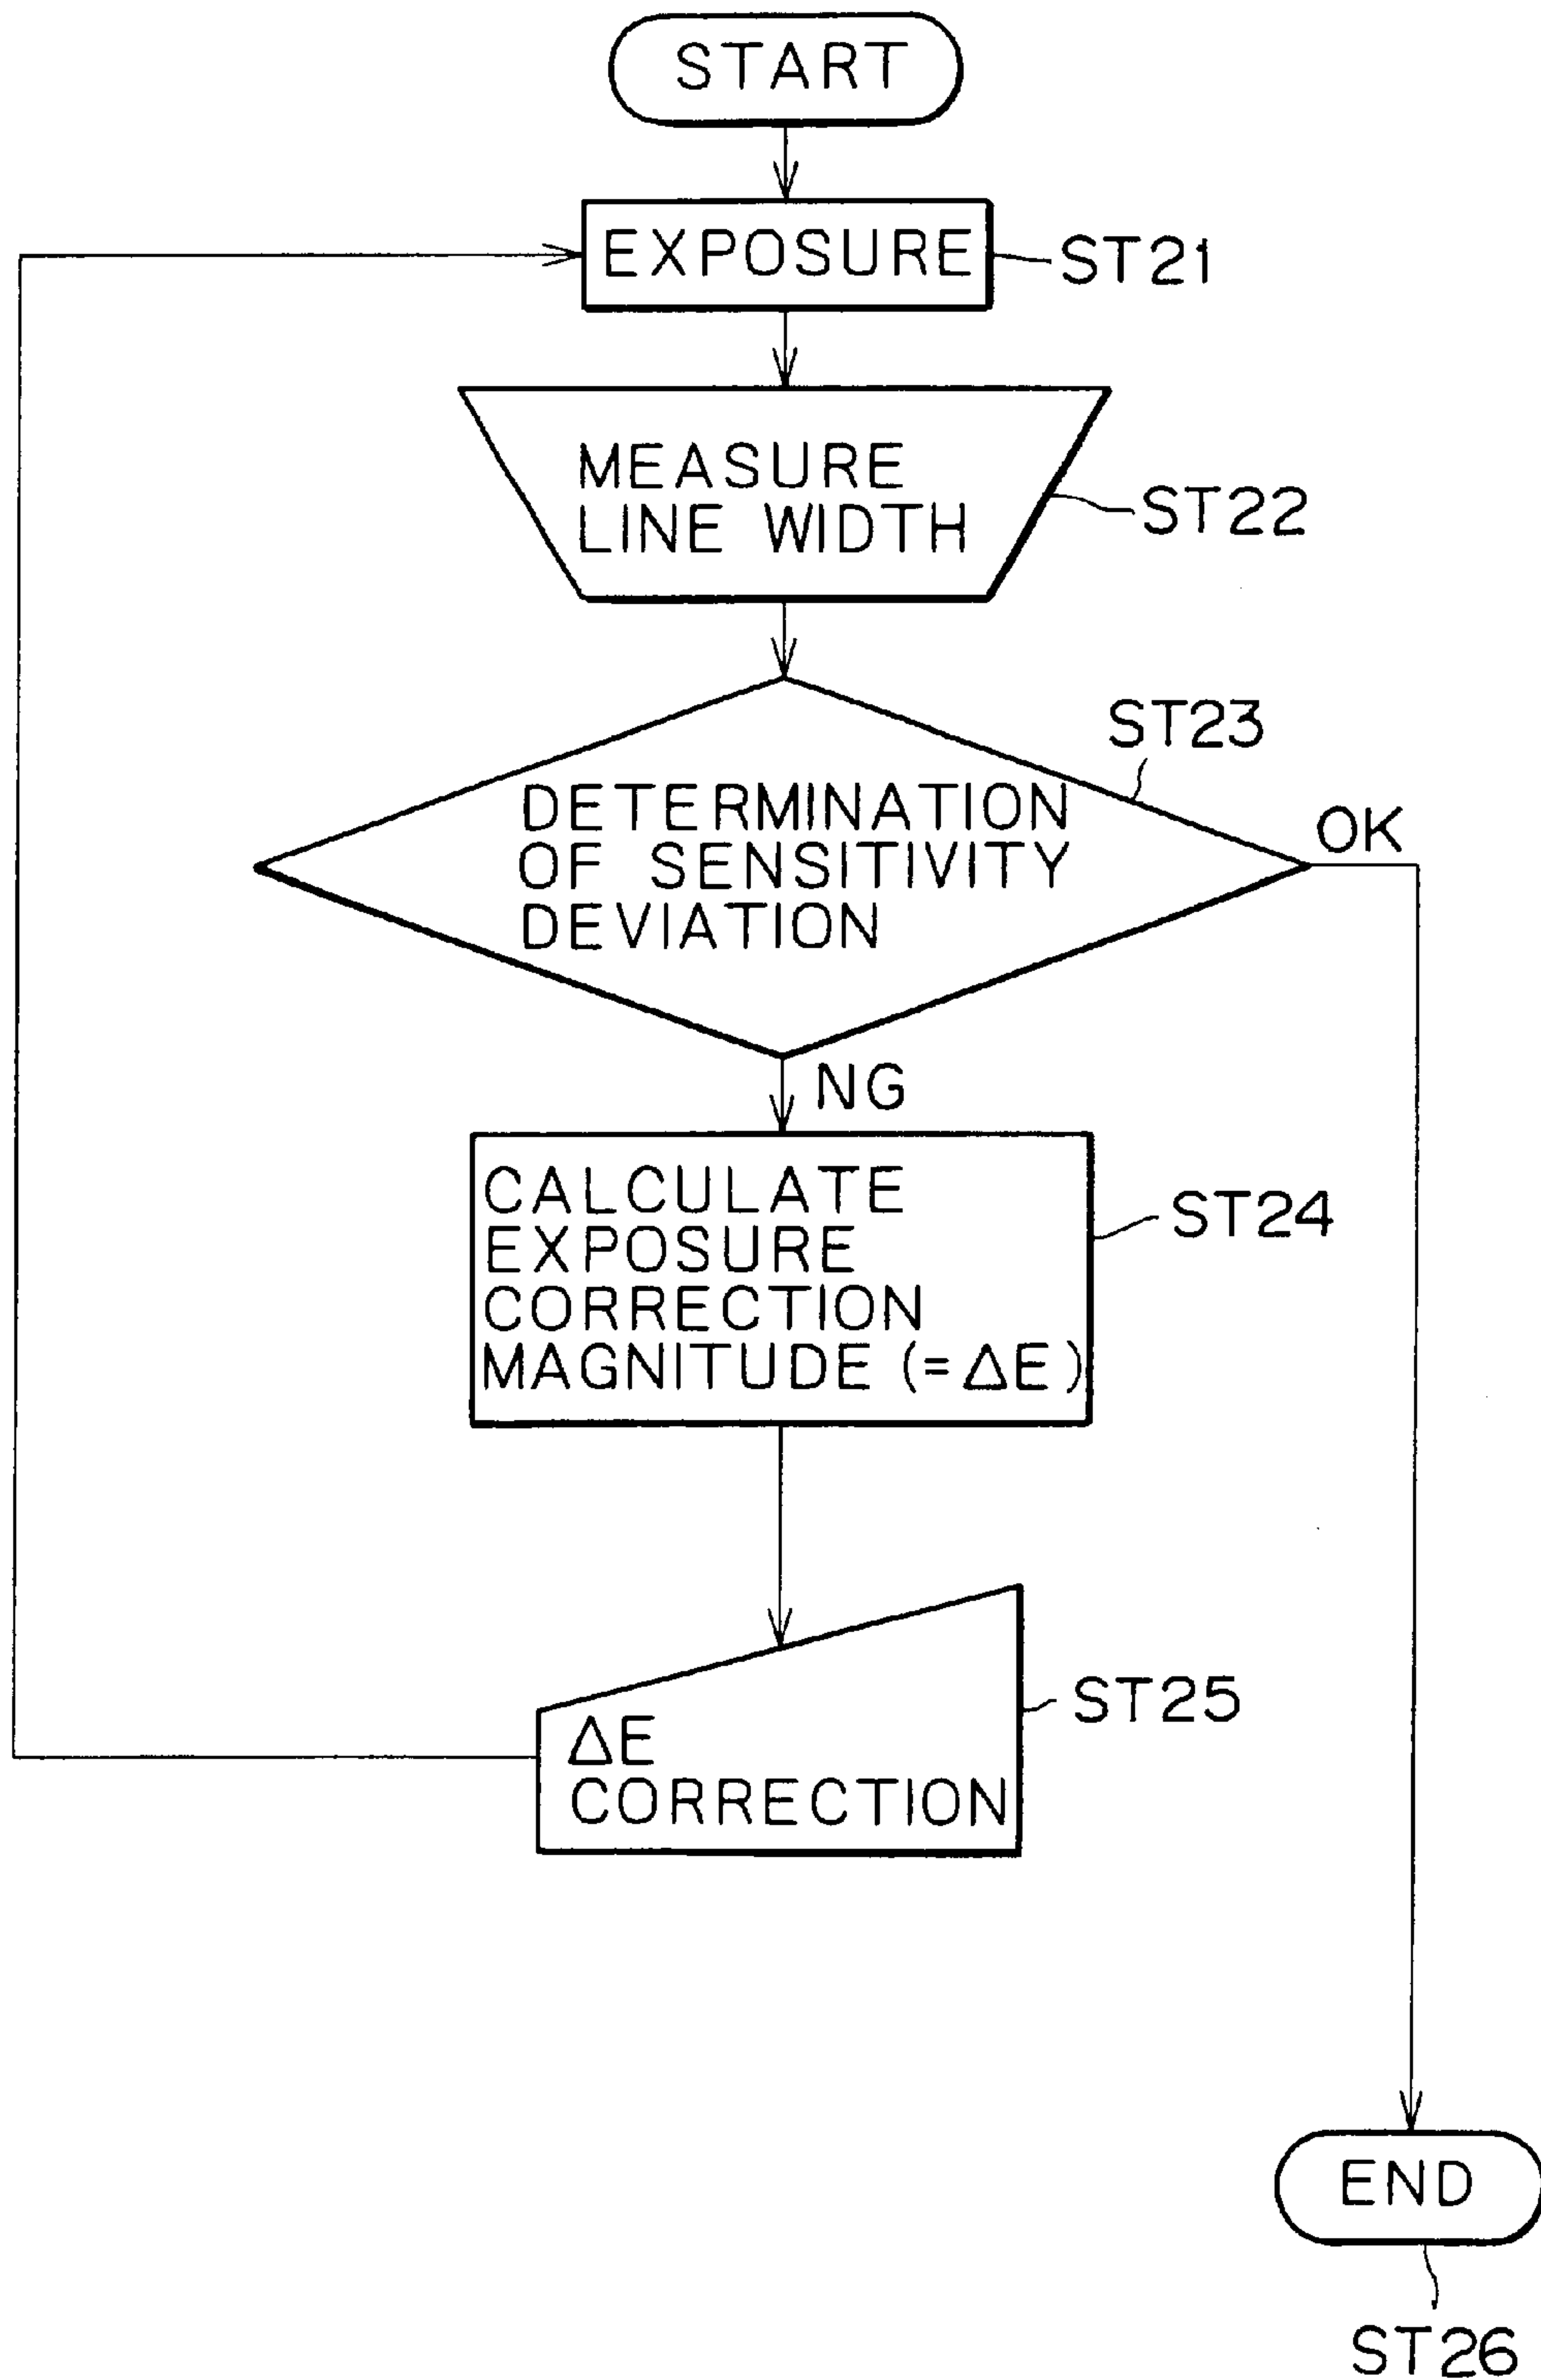 START
EXPOSURE
ST21
MEASURE
LINE WIDTH
ST22
ST23
DETERMINATION
OF SENSITIVITY
DEVIATION
OK
NG
CALCULATE
EXPOSURE
CORRECTION
MAGNITUDE (=ΔE)
ST24
ΔE
CORRECTION
ST25
END
ST26